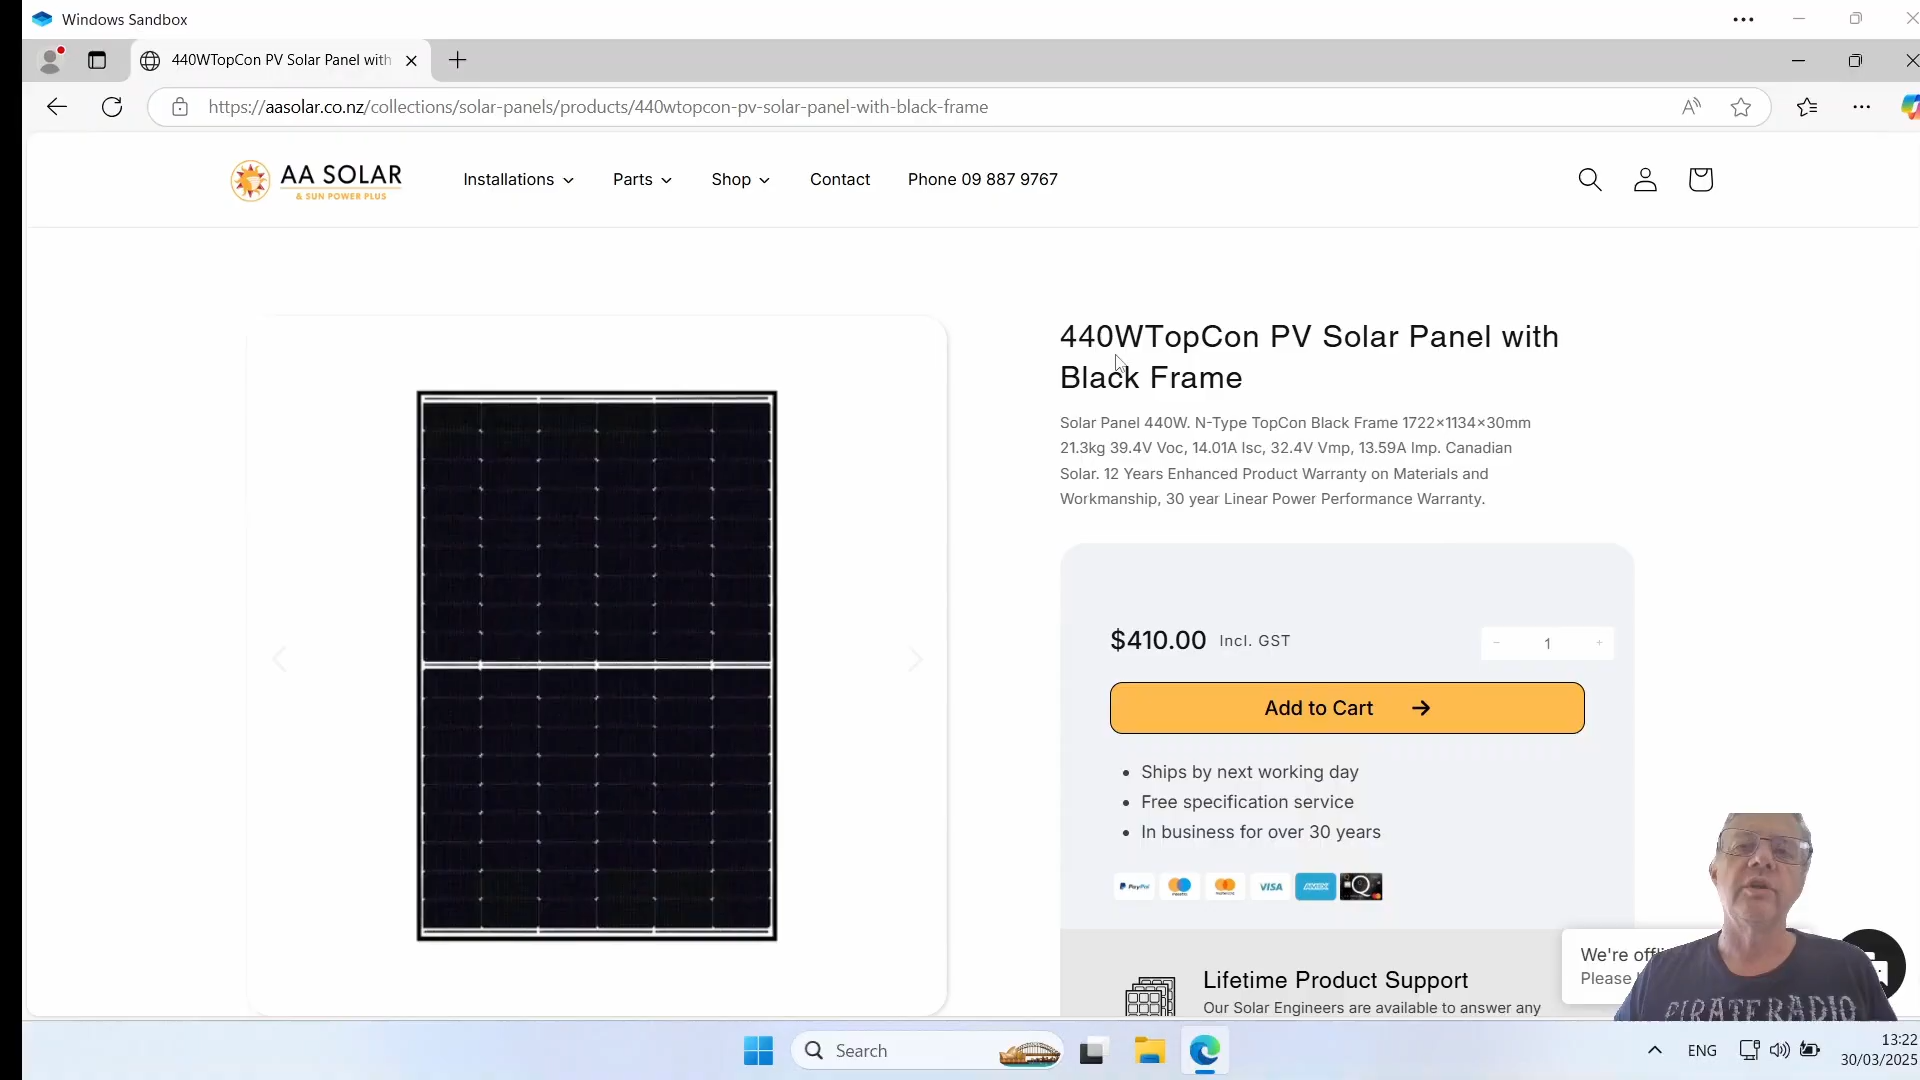 Windows Sandbox
440WTopCon PV Solar Panel with
https://aasolar.co.nz/collections/solar-panels/products/440wtopcon-pv-solar-panel-with-black-frame
AA SOLAR
& SUN POWER PLUS
Installations
Parts
Shop
Contact
Phone 09 887 9767
440WTopCon PV Solar Panel with
Black Frame
Solar Panel 440W. N-Type TopCon Black Frame 1722×1134×30mm
21.3kg 39.4V Voc, 14.01A Isc, 32.4V Vmp, 13.59A Imp. Canadian
Solar. 12 Years Enhanced Product Warranty on Materials and
Workmanship, 30 year Linear Power Performance Warranty.
$410.00 Incl. GST
1
Add to Cart →
• Ships by next working day
• Free specification service
• In business for over 30 years
PayPal
VISA
Lifetime Product Support
Our Solar Engineers are available to answer any
We're
Please
PIRATE RADIO
Search
ENG
13:22
30/03/2025